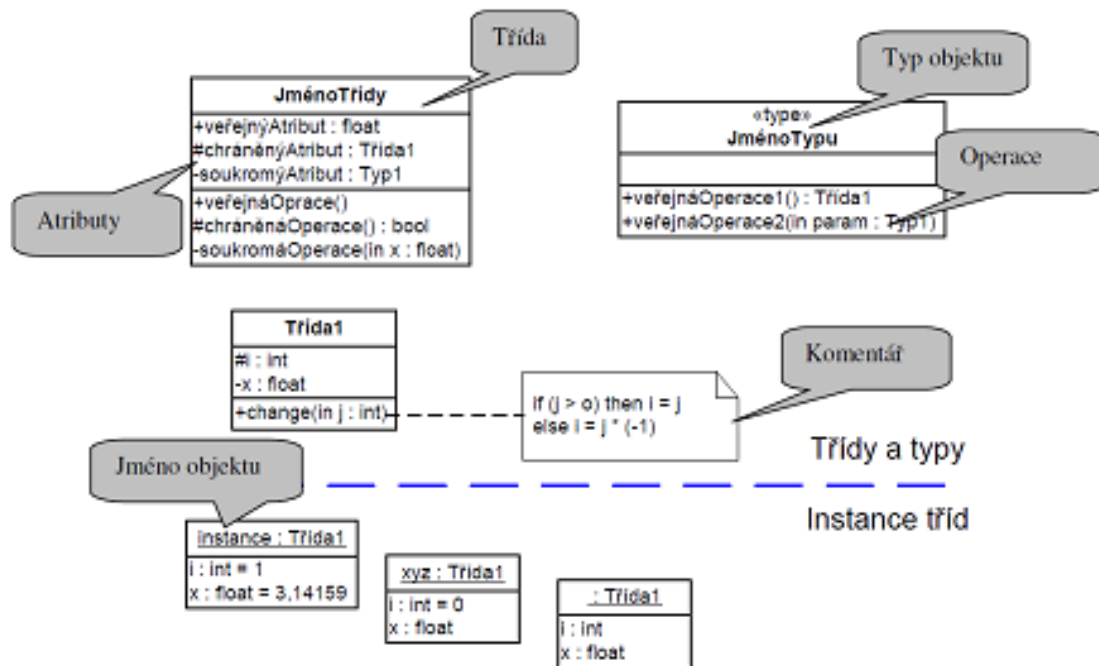 Třída
JménoTřídy
+veřejnýAtribut : float
#chráněnýAtribut : Třída1
-soukromýAtribut : Typ1
+veřejnáOprace()
#chráněnáOperace() : bool
-soukromáOperace(in x : float)
Atributy
Typ objektu
«type»
JménoTypu
Operace
+veřejnáOperace1() : Třída1
+veřejnáOperace2(in param : Typ1)
Třída1
#i : int
-x : float
+change(in j : int)
Komentář
if (j > o) then i = j
else i = j * (-1)
Třídy a typy
Jméno objektu
Instance tříd
instance : Třída1
i : int = 1
x : float = 3,14159
xyz : Třída1
i : int = 0
x : float
: Třída1
i : int
x : float